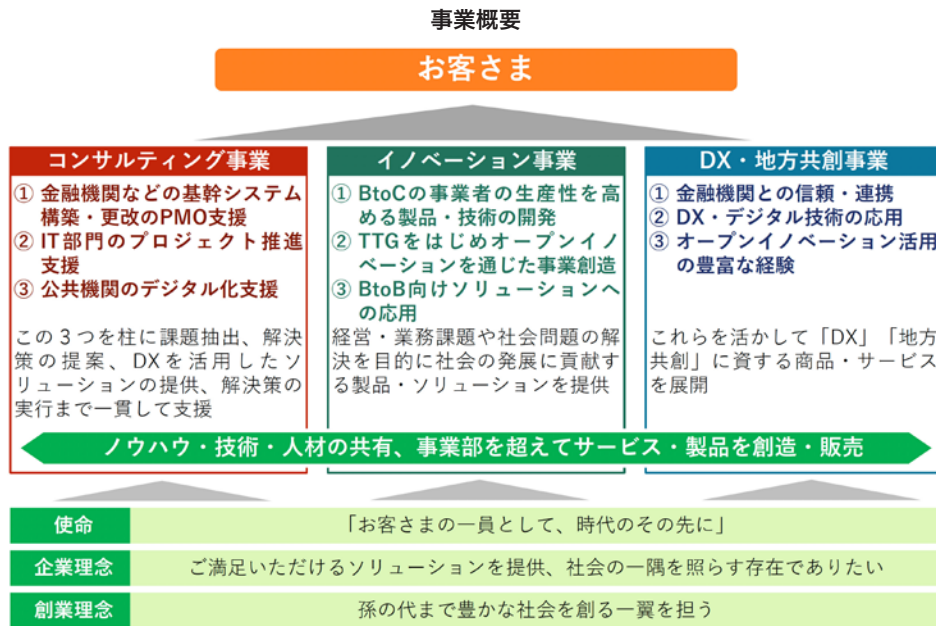 事業概要
お客さま
コンサルティング事業
① 金融機関などの基幹システム
構築・更改のPMO支援
② IT部門のプロジェクト推進
支援
③ 公共機関のデジタル化支援
この３つを柱に課題抽出、解決
策の提案、DXを活用したソ
リューションの提供、解決策の
実行まで一貫して支援
イノベーション事業
① BtoCの事業者の生産性を高
める製品・技術の開発
② TTGをはじめオープンイノ
ベーションを通じた事業創造
③ BtoB向けソリューションへ
の応用
経営・業務課題や社会問題の解
決を目的に社会の発展に貢献す
る製品・ソリューションを提供
DX・地方共創事業
① 金融機関との信頼・連携
② DX・デジタル技術の応用
③ オープンイノベーション活用
の豊富な経験
これらを活かして「DX」「地方
共創」に資する商品・サービス
を展開
ノウハウ・技術・人材の共有、事業部を超えてサービス・製品を創造・販売
使命
「お客さまの一員として、時代のその先に」
企業理念
ご満足いただけるソリューションを提供、社会の一隅を照らす存在でありたい
創業理念
孫の代まで豊かな社会を創る一翼を担う